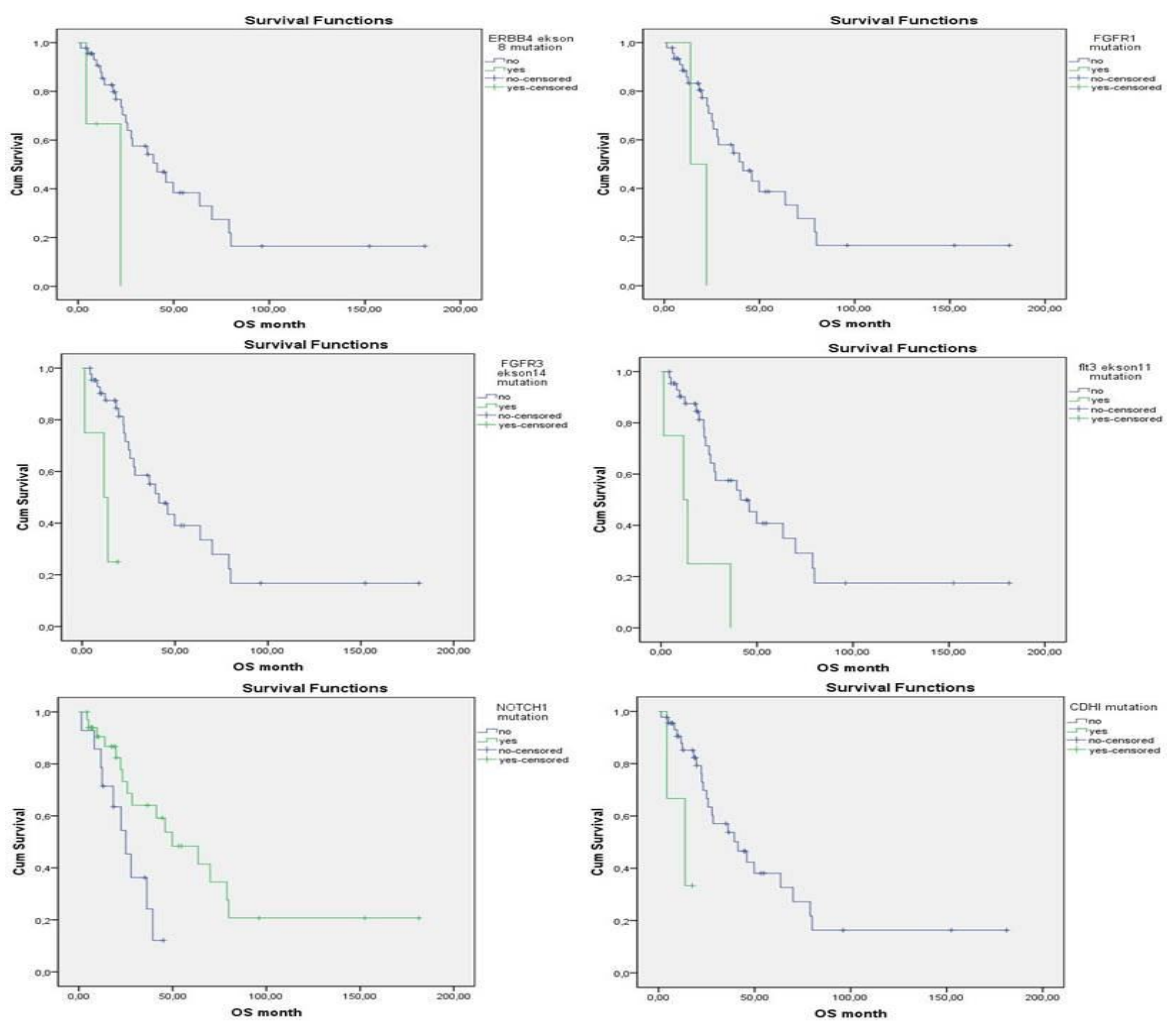 Survival Functions
ERBB4 ekson
8 mutation
no
yes
no-censored
yes-censored
1,0
0,8
0,6
0,4
0,2
0,0
Cum Survival
0,00 50,00 100,00 150,00 200,00
OS month
Survival Functions
FGFR1
mutation
no
yes
no-censored
yes-censored
1,0
0,8
0,6
0,4
0,2
0,0
Cum Survival
0,00 50,00 100,00 150,00 200,00
OS month
Survival Functions
FGFR3
ekson14
mutation
no
yes
no-censored
yes-censored
1,0
0,8
0,6
0,4
0,2
0,0
Cum Survival
0,00 50,00 100,00 150,00 200,00
OS month
Survival Functions
flt3 ekson11
mutation
no
yes
no-censored
yes-censored
1,0
0,8
0,6
0,4
0,2
0,0
Cum Survival
0,00 50,00 100,00 150,00 200,00
OS month
Survival Functions
NOTCH1
mutation
no
yes
no-censored
yes-censored
1,0
0,8
0,6
0,4
0,2
0,0
Cum Survival
0,00 50,00 100,00 150,00 200,00
OS month
Survival Functions
CDHI mutation
no
yes
no-censored
yes-censored
1,0
0,8
0,6
0,4
0,2
0,0
Cum Survival
0,00 50,00 100,00 150,00 200,00
OS month